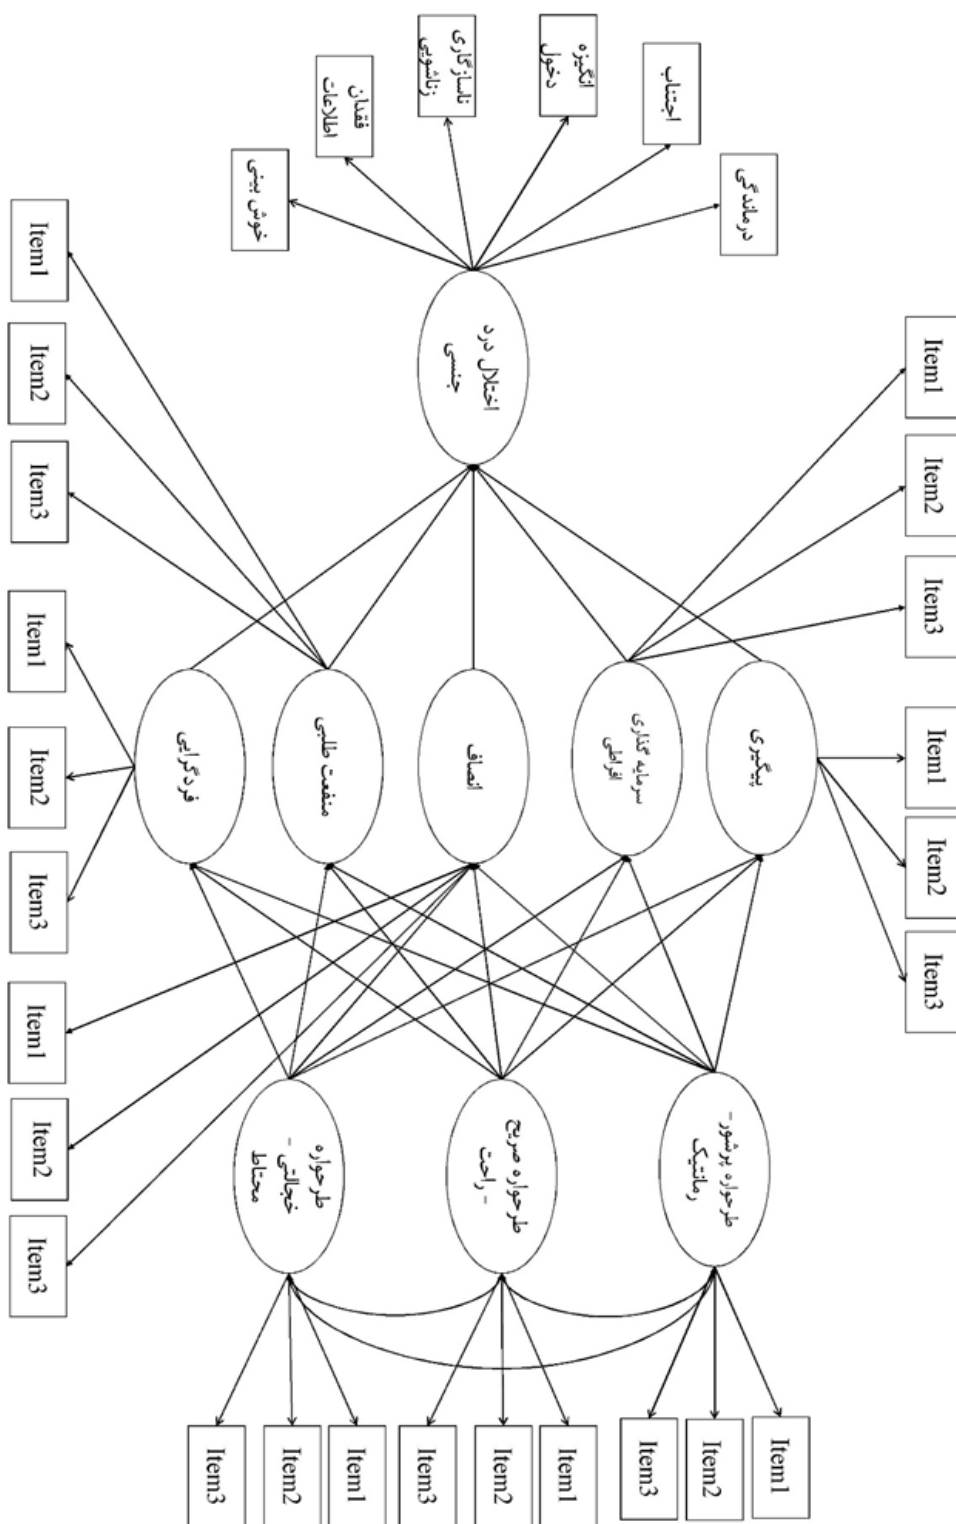 Item1
Item2
Item3
Item1
Item2
Item3
درماندگی
اجتناب
انگیزه
دخول
ناسازگاری
زناشویی
فقدان
اطلاعات
خوش بینی
اختلال درد
جنسی
پیگیری
سرمایه گذاری
افراطی
انصاف
منفعت طلبی
فردگرایی
طرحواره پرشور-
رمانتیک
طرحواره صریح
- راحت
طرحواره
خجالتی -
محتاط
Item1
Item2
Item3
Item1
Item2
Item3
Item1
Item2
Item3
Item1
Item2
Item3
Item1
Item2
Item3
Item1
Item2
Item3